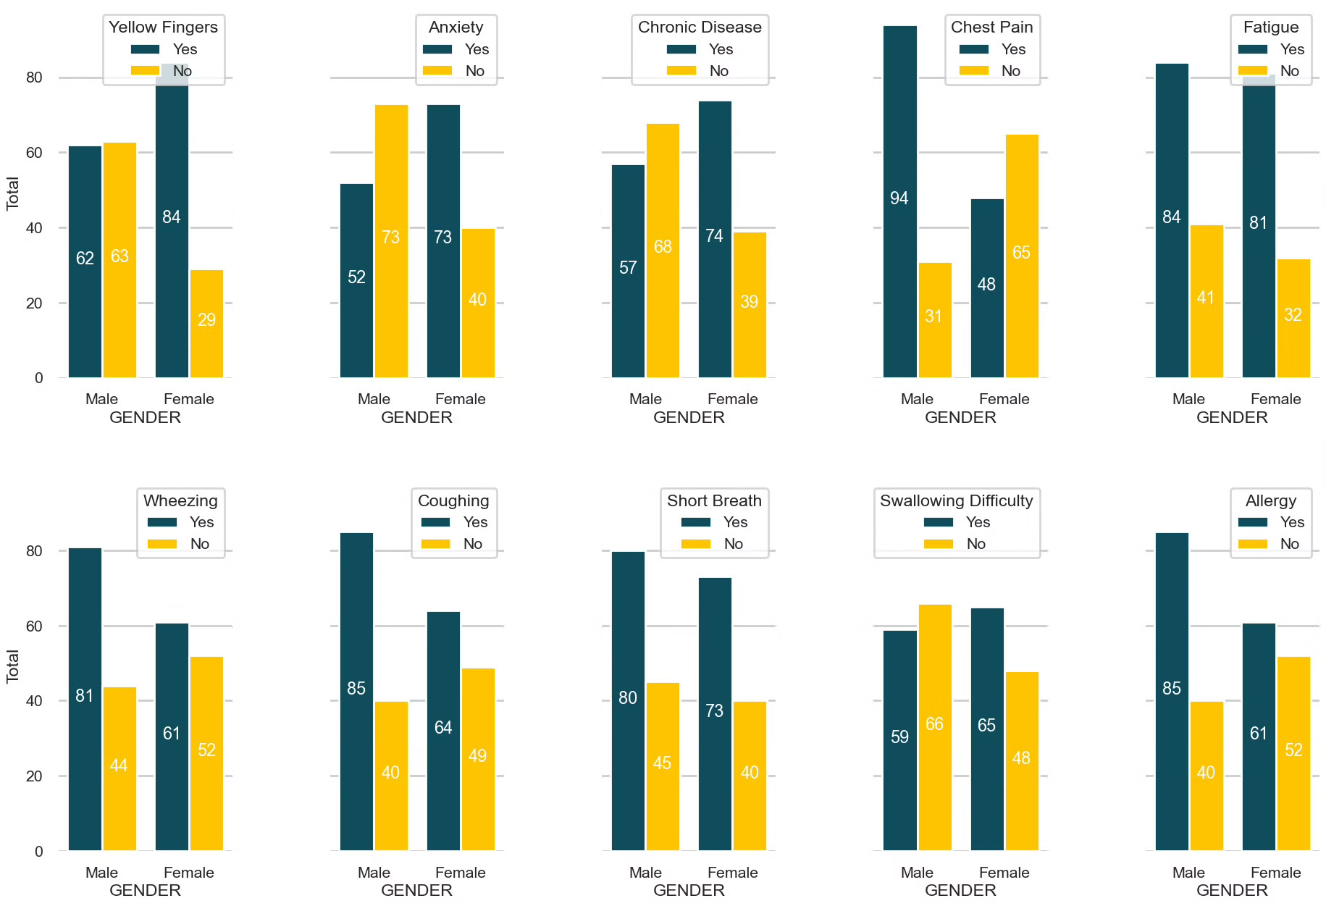 Yellow Fingers
Yes
No
Anxiety
Yes
No
Chronic Disease
Yes
No
Chest Pain
Yes
No
Fatigue
Yes
No
Total
80
60
40
20
0
62
63
84
29
52
73
73
40
57
68
74
39
94
31
48
65
84
41
81
32
Male Female
GENDER
Male Female
GENDER
Male Female
GENDER
Male Female
GENDER
Male Female
GENDER
Wheezing
Yes
No
Coughing
Yes
No
Short Breath
Yes
No
Swallowing Difficulty
Yes
No
Allergy
Yes
No
Total
80
60
40
20
0
81
44
61
52
85
40
64
49
80
45
73
40
59
66
65
48
85
40
61
52
Male Female
GENDER
Male Female
GENDER
Male Female
GENDER
Male Female
GENDER
Male Female
GENDER